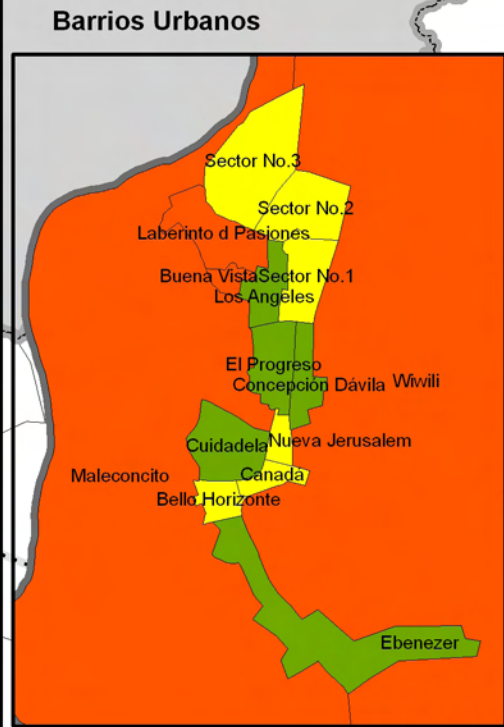 Barrios Urbanos
Sector No.3
Sector No.2
Laberinto d Pasiones
Buena Vista
Sector No.1
Los Angeles
El Progreso
Concepción Dávila
Wiwili
Cuidadela
Nueva Jerusalem
Maleconcito
Canada
Bello Horizonte
Ebenezer